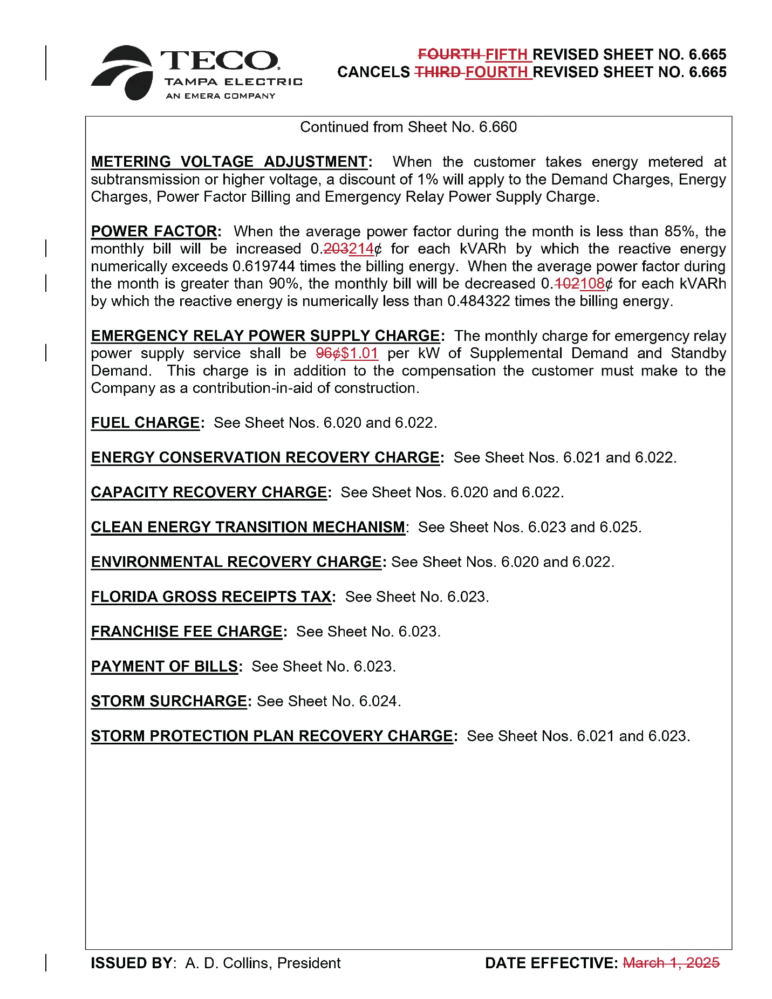 TECO.
TAMPA ELECTRIC
AN EMERA COMPANY
FOURTH FIFTH REVISED SHEET NO. 6.665
CANCELS THIRD FOURTH REVISED SHEET NO. 6.665
Continued from Sheet No. 6.660
METERING VOLTAGE ADJUSTMENT: When the customer takes energy metered at
subtransmission or higher voltage, a discount of 1% will apply to the Demand Charges, Energy
Charges, Power Factor Billing and Emergency Relay Power Supply Charge.
POWER FACTOR: When the average power factor during the month is less than 85%, the
monthly bill will be increased 0.203214¢ for each kVARh by which the reactive energy
numerically exceeds 0.619744 times the billing energy. When the average power factor during
the month is greater than 90%, the monthly bill will be decreased 0.102108¢ for each kVARh
by which the reactive energy is numerically less than 0.484322 times the billing energy.
EMERGENCY RELAY POWER SUPPLY CHARGE: The monthly charge for emergency relay
power supply service shall be 96¢$1.01 per kW of Supplemental Demand and Standby
Demand. This charge is in addition to the compensation the customer must make to the
Company as a contribution-in-aid of construction.
FUEL CHARGE: See Sheet Nos. 6.020 and 6.022.
ENERGY CONSERVATION RECOVERY CHARGE: See Sheet Nos. 6.021 and 6.022.
CAPACITY RECOVERY CHARGE: See Sheet Nos. 6.020 and 6.022.
CLEAN ENERGY TRANSITION MECHANISM: See Sheet Nos. 6.023 and 6.025.
ENVIRONMENTAL RECOVERY CHARGE: See Sheet Nos. 6.020 and 6.022.
FLORIDA GROSS RECEIPTS TAX: See Sheet No. 6.023.
FRANCHISE FEE CHARGE: See Sheet No. 6.023.
PAYMENT OF BILLS: See Sheet No. 6.023.
STORM SURCHARGE: See Sheet No. 6.024.
STORM PROTECTION PLAN RECOVERY CHARGE: See Sheet Nos. 6.021 and 6.023.
ISSUED BY: A. D. Collins, President
DATE EFFECTIVE: March 1, 2025